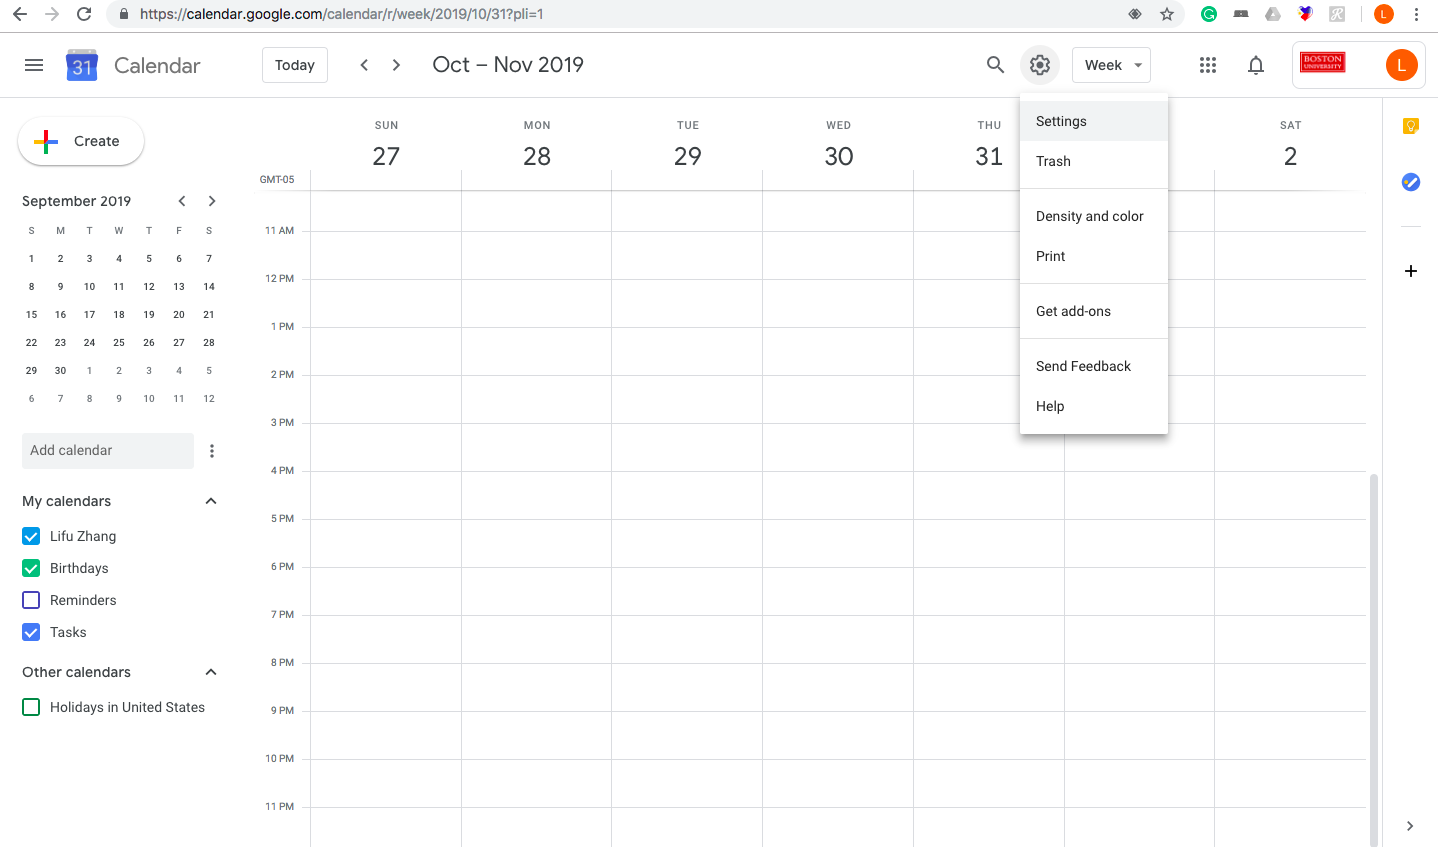 https://calendar.google.com/calendar/r/week/2019/10/31?pli=1
L
31 Calendar Today Oct – Nov 2019 Week BOSTON UNIVERSITY L
Create
SUN MON TUE WED THU SAT
27 28 29 30 31 2
GMT-05
Settings
Trash
Density and color
Print
Get add-ons
Send Feedback
Help
September 2019
S M T W T F S
1 2 3 4 5 6 7
8 9 10 11 12 13 14
15 16 17 18 19 20 21
22 23 24 25 26 27 28
29 30 1 2 3 4 5
6 7 8 9 10 11 12
Add calendar
My calendars
Lifu Zhang
Birthdays
Reminders
Tasks
Other calendars
Holidays in United States
11 AM
12 PM
1 PM
2 PM
3 PM
4 PM
5 PM
6 PM
7 PM
8 PM
9 PM
10 PM
11 PM